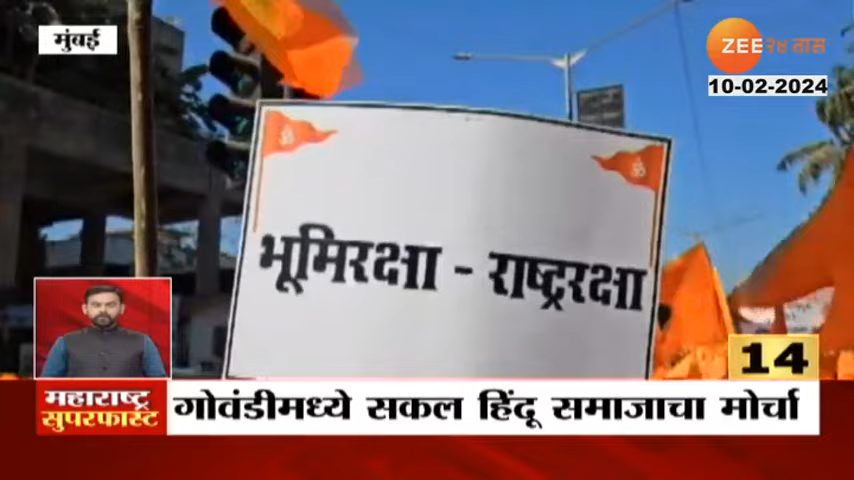 मुंबई
ZEE २४ तास
10-02-2024
ॐ
ॐ
भूमिरक्षा - राष्ट्ररक्षा
14
महाराष्ट्र
सुपरफास्ट
गोवंडीमध्ये सकल हिंदू समाजाचा मोर्चा